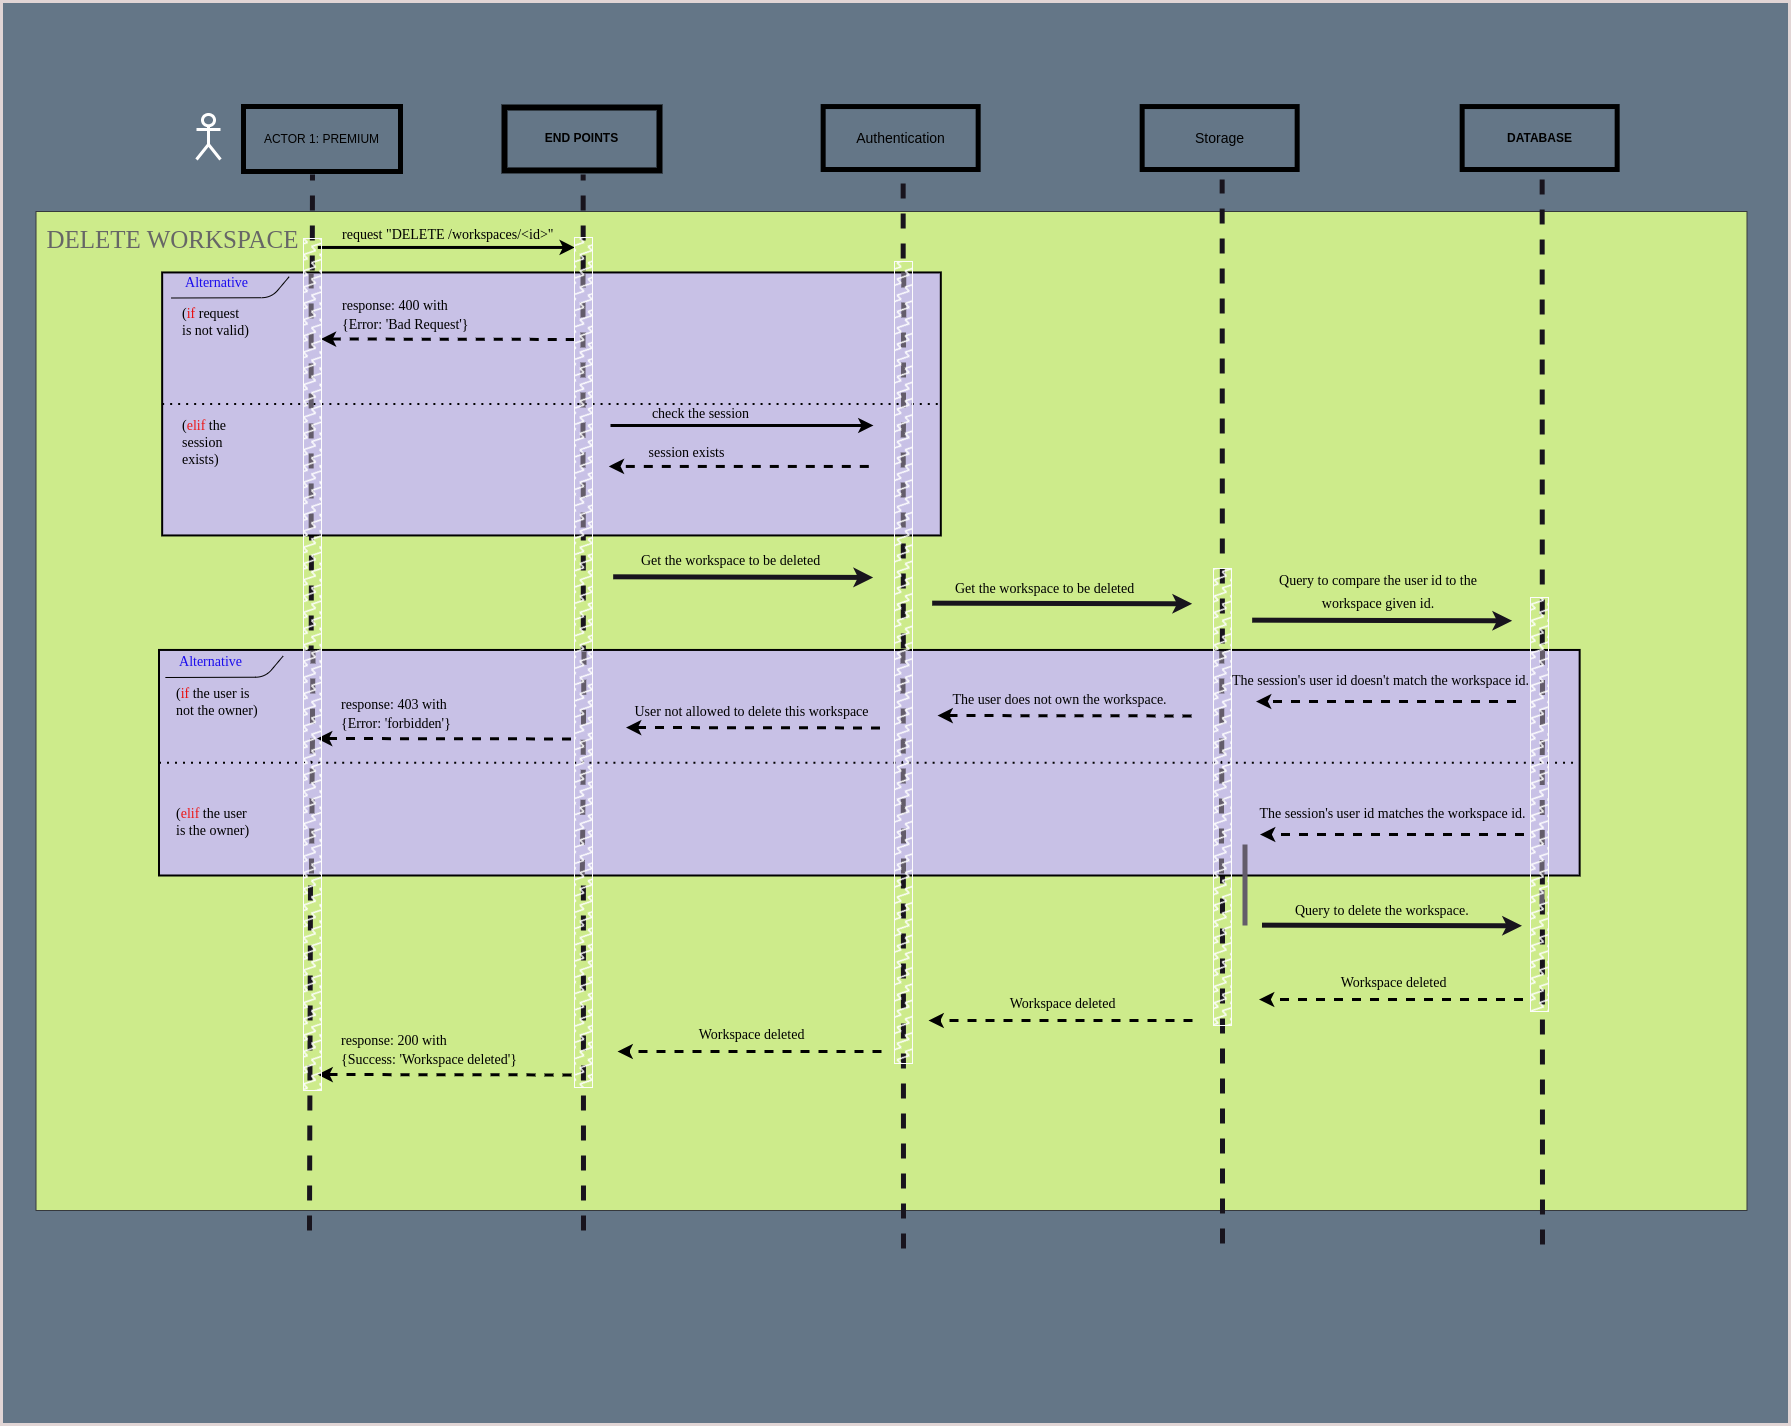 ACTOR 1: PREMIUM
END POINTS
Authentication
Storage
DATABASE
DELETE WORKSPACE
request "DELETE /workspaces/<id>"
Alternative
(if request
is not valid)
response: 400 with
{Error: 'Bad Request'}
(elif the
session
exists)
check the session
session exists
Get the workspace to be deleted
Get the workspace to be deleted
Query to compare the user id to the
workspace given id.
Alternative
(if the user is
not the owner)
The session's user id doesn't match the workspace id.
The user does not own the workspace.
User not allowed to delete this workspace
response: 403 with
{Error: 'forbidden'}
(elif the user
is the owner)
The session's user id matches the workspace id.
Query to delete the workspace.
Workspace deleted
Workspace deleted
Workspace deleted
response: 200 with
{Success: 'Workspace deleted'}